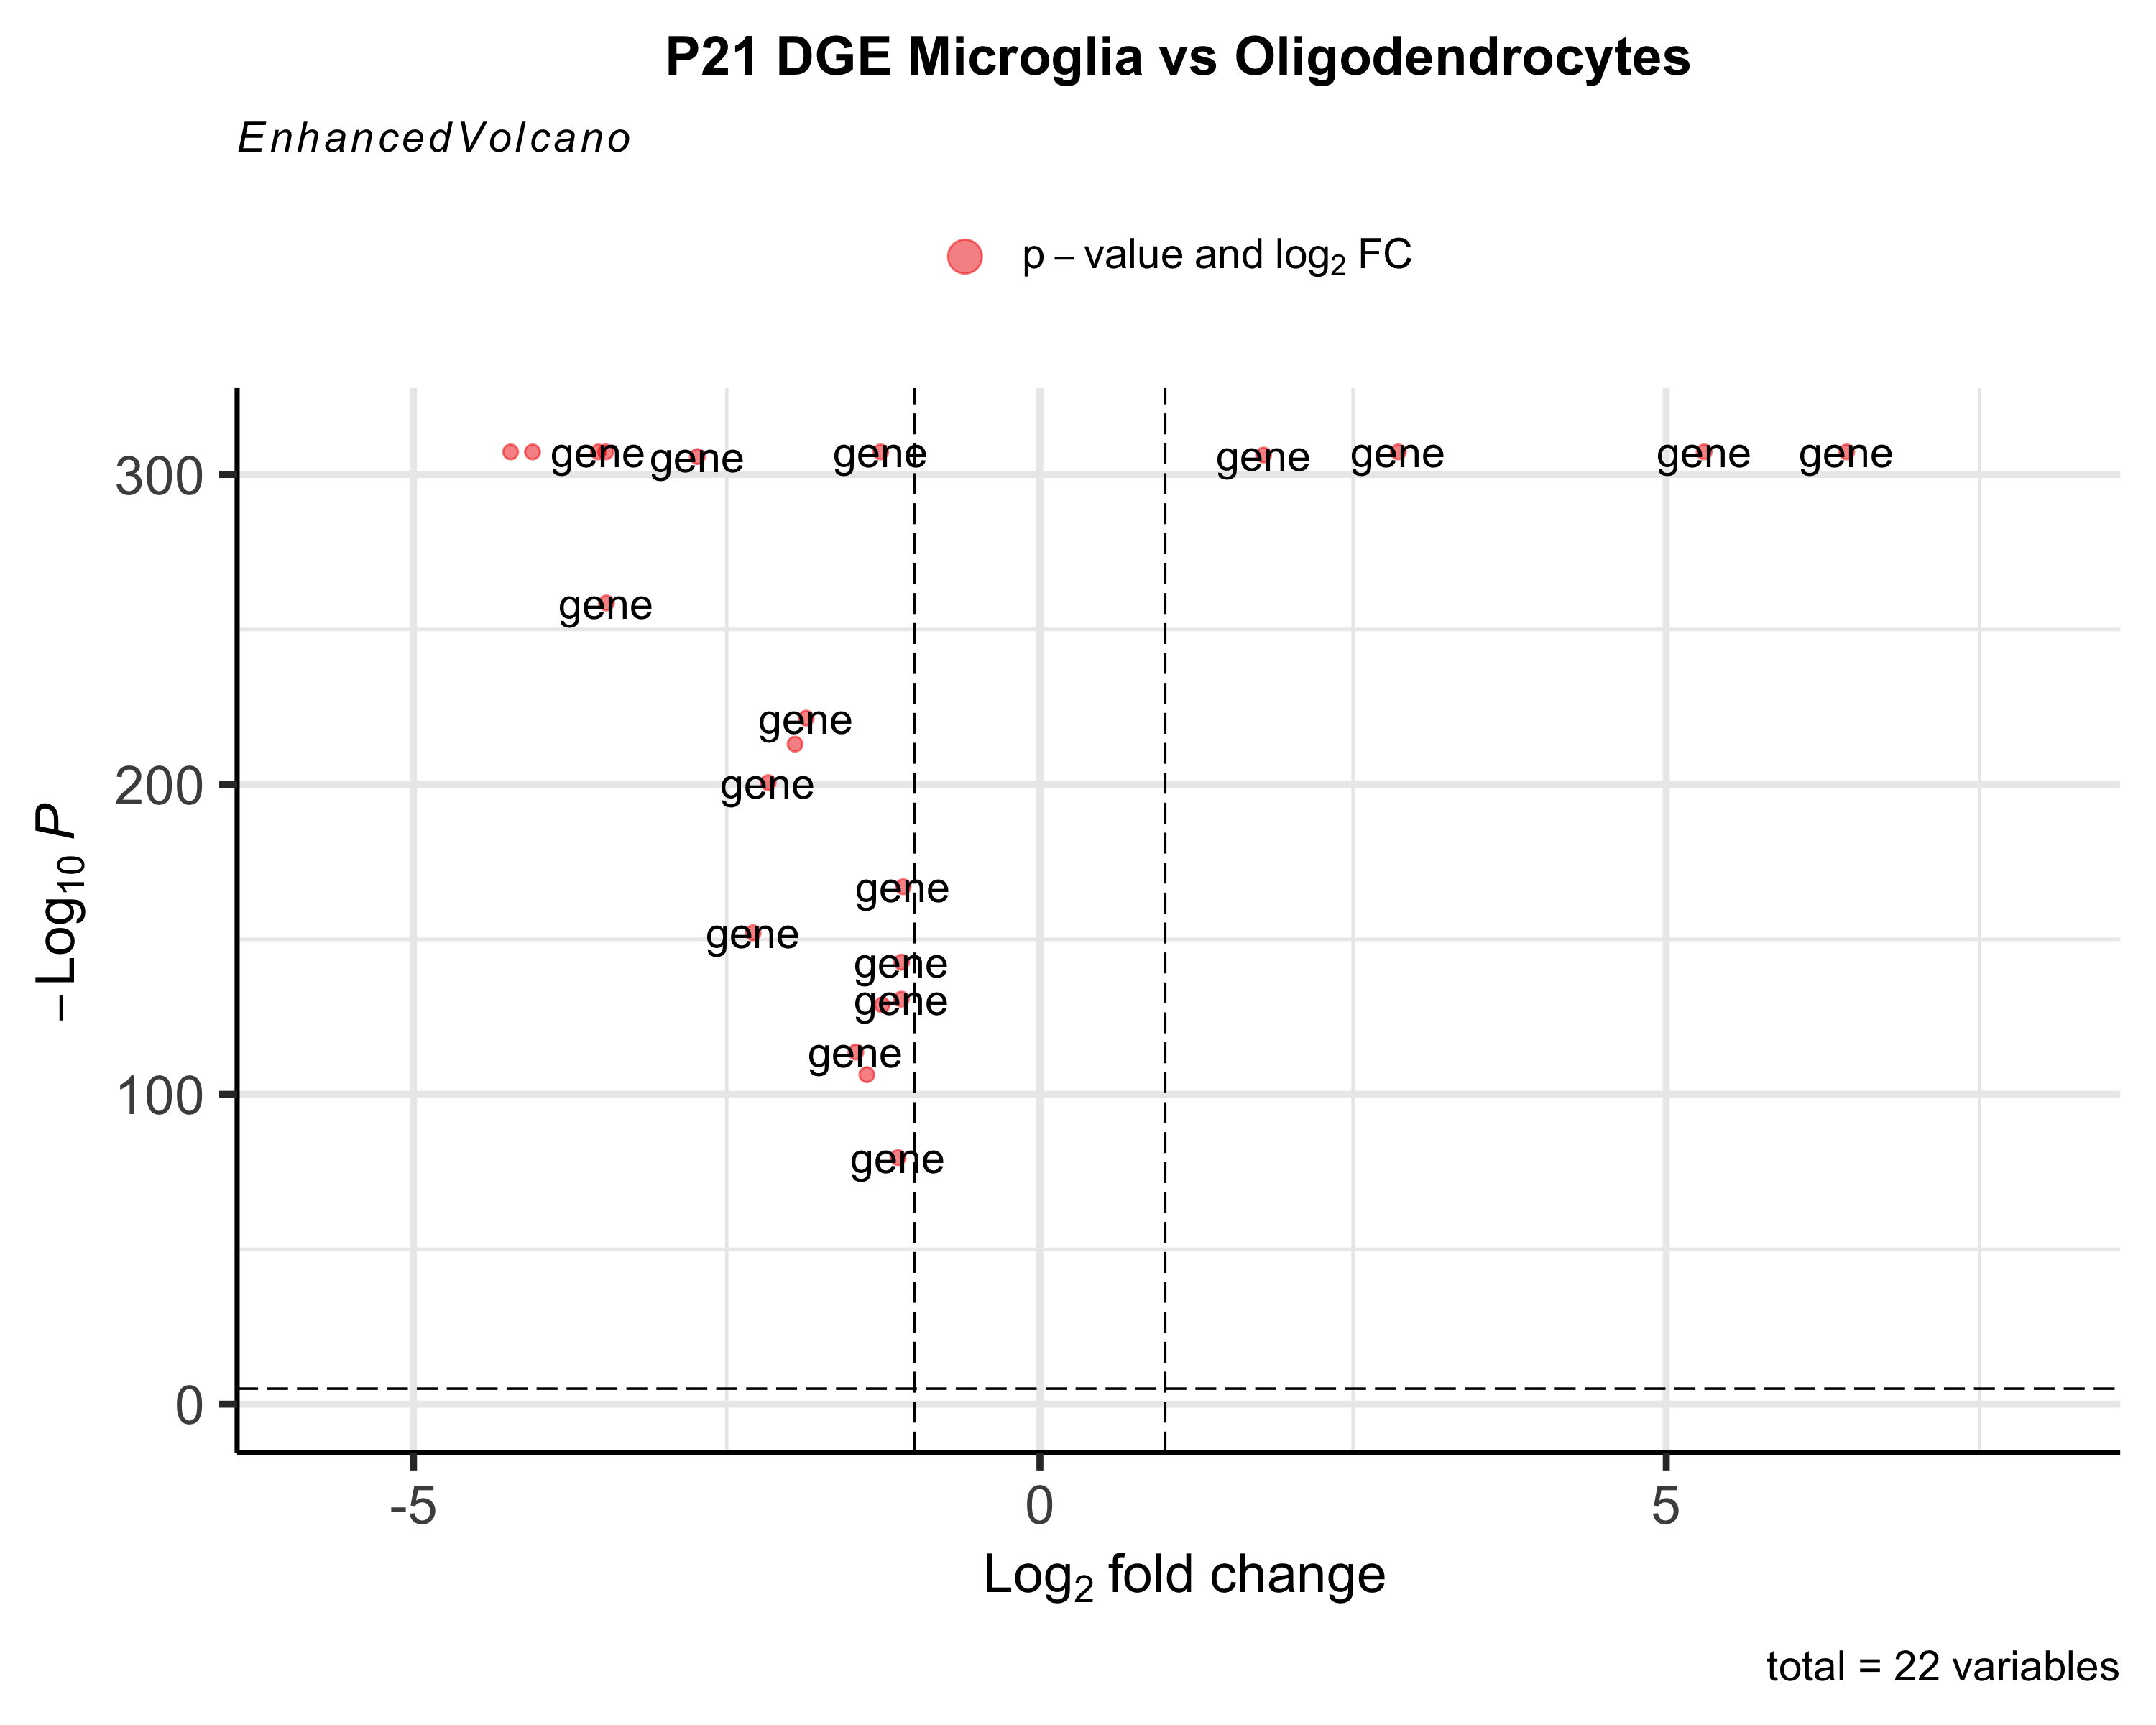 P21 DGE Microglia vs Oligodendrocytes
EnhancedVolcano
p – value and log₂ FC
gene gene gene gene gene gene gene
300
gene
gene
200 gene
gene
gene
gene
gene
gene
100
gene
0
-5 0 5
– Log₁₀ P
Log₂ fold change
total = 22 variables